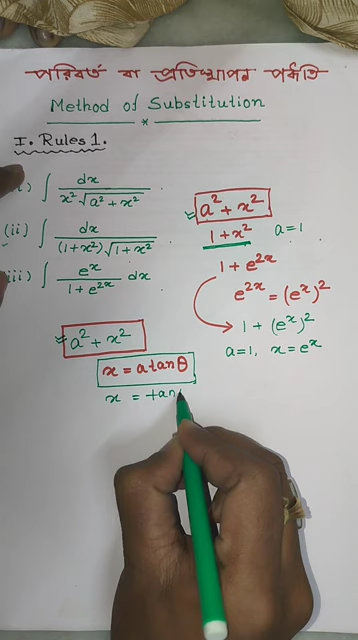 পরিবর্ত বা প্রতিস্থাপন পদ্ধতি
Method of Substitution
*
I. Rules 1.
i) ∫ dx / x²√(a² + x²) .
(ii) ∫ dx / (1+x²)√(1+x²) .
iii) ∫ eˣ / (1 + e²ˣ) dx
a² + x²
1 + x² a = 1
1 + e²ˣ
e²ˣ = (eˣ)²
1 + (eˣ)²
a = 1, x = eˣ
a² + x²
x = a tanθ
x = tan